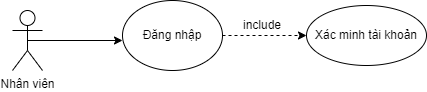 include
Đăng nhập
Xác minh tài khoản
Nhân viên